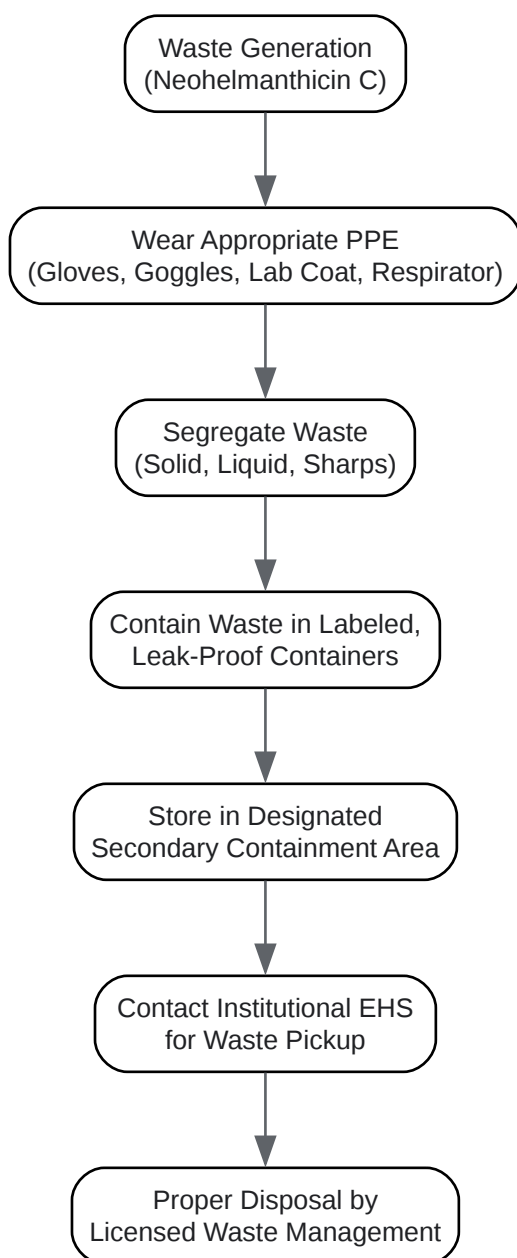 Waste Generation
(Neohelmanthicin C)
Wear Appropriate PPE
(Gloves, Goggles, Lab Coat, Respirator)
Segregate Waste
(Solid, Liquid, Sharps)
Contain Waste in Labeled,
Leak-Proof Containers
Store in Designated
Secondary Containment Area
Contact Institutional EHS
for Waste Pickup
Proper Disposal by
Licensed Waste Management